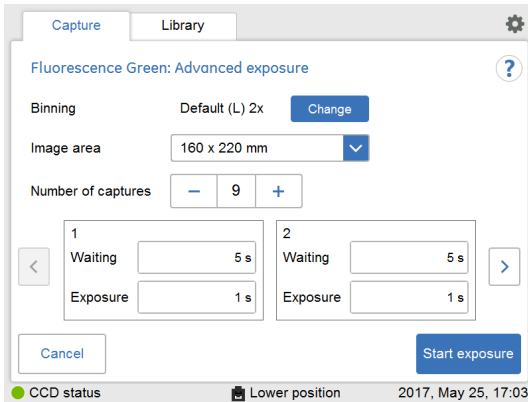 Capture
Library
Fluorescence Green: Advanced exposure
?
Binning
Default (L) 2x
Change
Image area
160 x 220 mm
Number of captures
− 9 +
1
2
Waiting
5 s
Waiting
5 s
Exposure
1 s
Exposure
1 s
Cancel
Start exposure
CCD status
Lower position
2017, May 25, 17:03